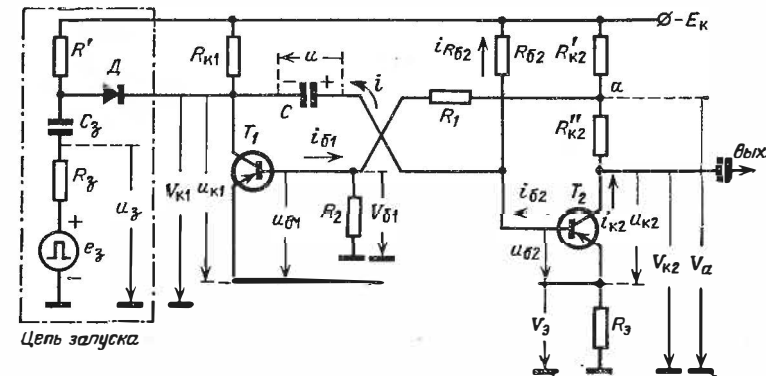 -Eк
R'
Rк1
u
- +
i
iRб2
Rб2
R'к2
Д
C
R1
a
Cз
T1
iб1
R''к2
вых
Rз
uз
Vк1
uк1
uб1
R2
Vб1
iб2
T2
iк2
uк2
+
eз
-
uб2
Vк2
Va
Vэ
Rэ
Цепь запуска